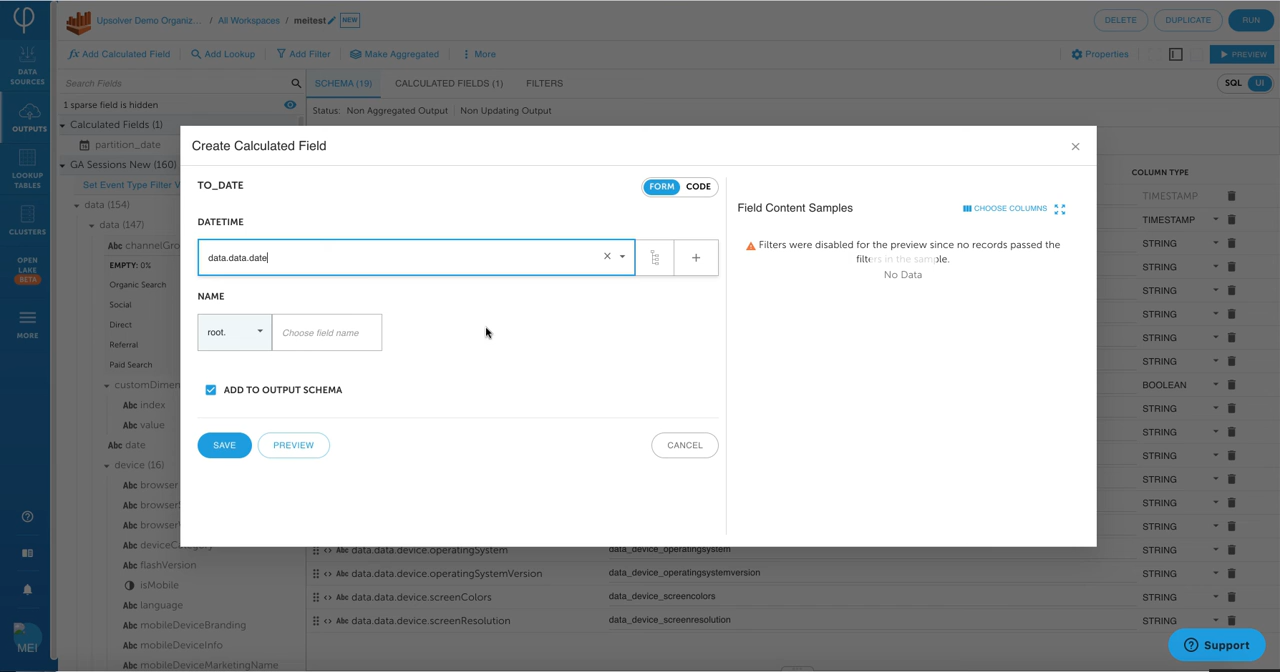 Upsolver Demo Organiz... / All Workspaces / meitest NEW
DELETE DUPLICATE RUN
fx Add Calculated Field Add Lookup Add Filter Make Aggregated More Properties PREVIEW
DATA SOURCES
OUTPUTS
LOOKUP TABLES
CLUSTERS
OPEN LAKE
BETA
MORE
MEI
Search Fields
SCHEMA (19) CALCULATED FIELDS (1) FILTERS SQL UI
1 sparse field is hidden
Status: Non Aggregated Output Non Updating Output
Calculated Fields (1)
partition_date
GA Sessions New (160)
Set Event Type Filter V
data (154)
data (147)
Abc channelGro
EMPTY: 0%
Organic Search
Social
Direct
Referral
Paid Search
customDimen
Abc index
Abc value
Abc date
device (16)
Abc browser
Abc browserS
Abc browserV
Abc deviceCategory
Abc flashVersion
isMobile
Abc language
Abc mobileDeviceBranding
Abc mobileDeviceInfo
Abc mobileDeviceMarketingName
Create Calculated Field
TO_DATE FORM CODE
DATETIME
data.data.date
NAME
root. Choose field name
ADD TO OUTPUT SCHEMA
SAVE PREVIEW CANCEL
Field Content Samples CHOOSE COLUMNS
Filters were disabled for the preview since no records passed the
filters in the sample.
No Data
COLUMN TYPE
TIMESTAMP
TIMESTAMP
STRING
STRING
STRING
STRING
STRING
STRING
BOOLEAN
STRING
STRING
STRING
STRING
STRING
STRING
<> Abc data.data.device.operatingSystem data_device_operatingsystem STRING
<> Abc data.data.device.operatingSystemVersion data_device_operatingsystemversion STRING
<> Abc data.data.device.screenColors data_device_screencolors STRING
<> Abc data.data.device.screenResolution data_device_screenresolution STRING
Support